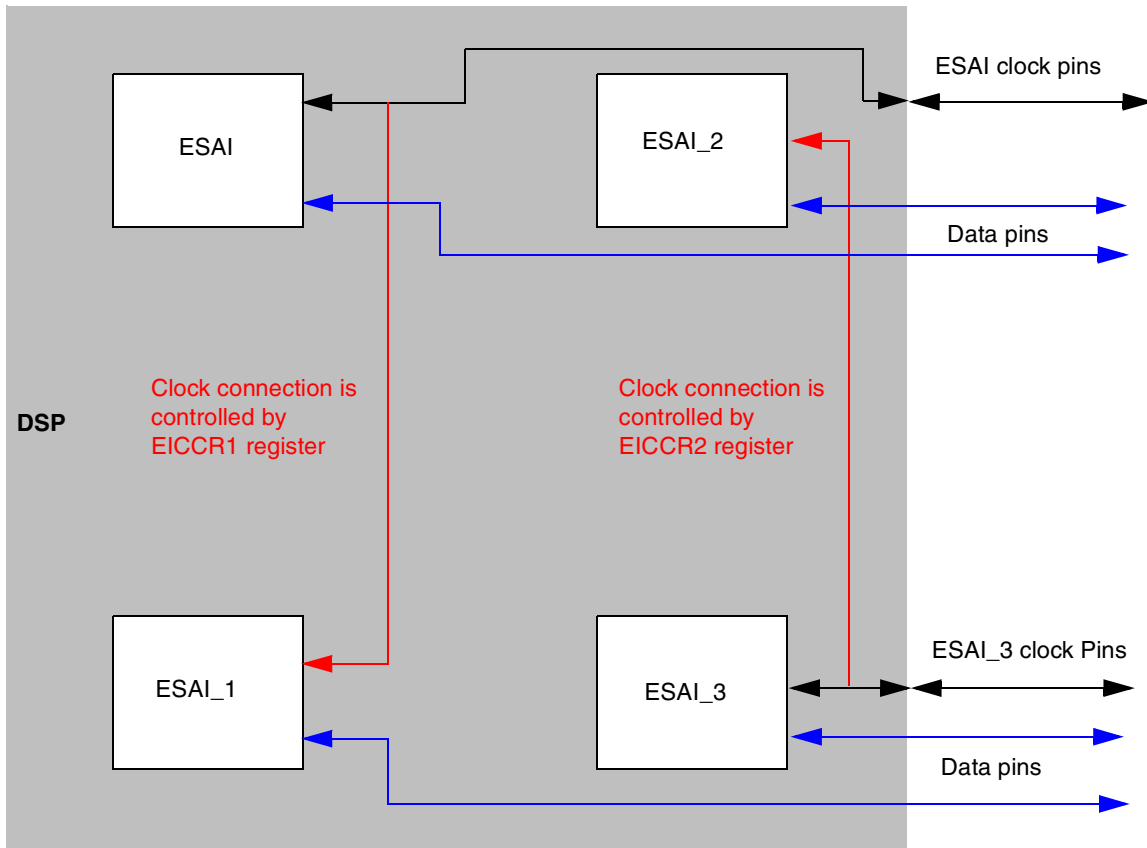 ESAI clock pins
ESAI
ESAI_2
Data pins
Clock connection is
controlled by
EICCR1 register
Clock connection is
controlled by
EICCR2 register
DSP
ESAI_3 clock Pins
ESAI_1
ESAI_3
Data pins